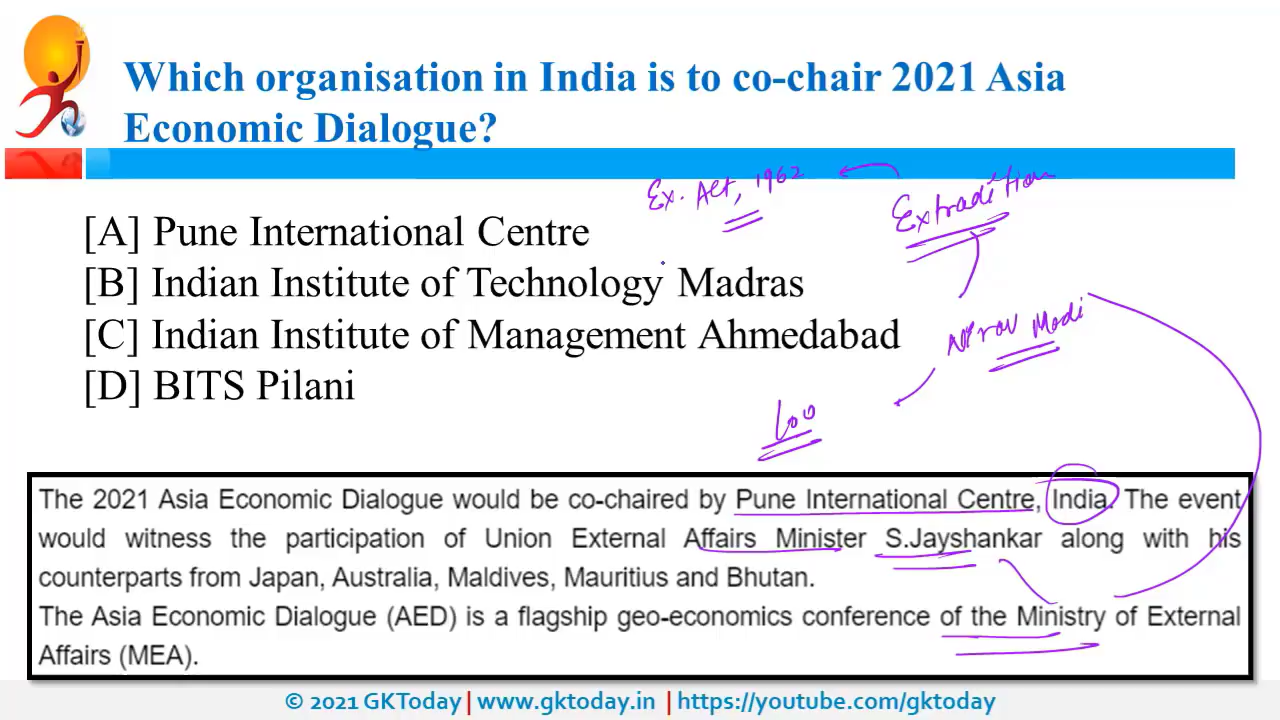 Which organisation in India is to co-chair 2021 Asia
Economic Dialogue?
Ex. Act, 1962
Extradition
[A] Pune International Centre
[B] Indian Institute of Technology Madras
[C] Indian Institute of Management Ahmedabad
Nirav Modi
[D] BITS Pilani
The 2021 Asia Economic Dialogue would be co-chaired by Pune International Centre, India. The event
would witness the participation of Union External Affairs Minister S.Jayshankar along with his
counterparts from Japan, Australia, Maldives, Mauritius and Bhutan.
The Asia Economic Dialogue (AED) is a flagship geo-economics conference of the Ministry of External
Affairs (MEA).
© 2021 GKToday | www.gktoday.in | https://youtube.com/gktoday